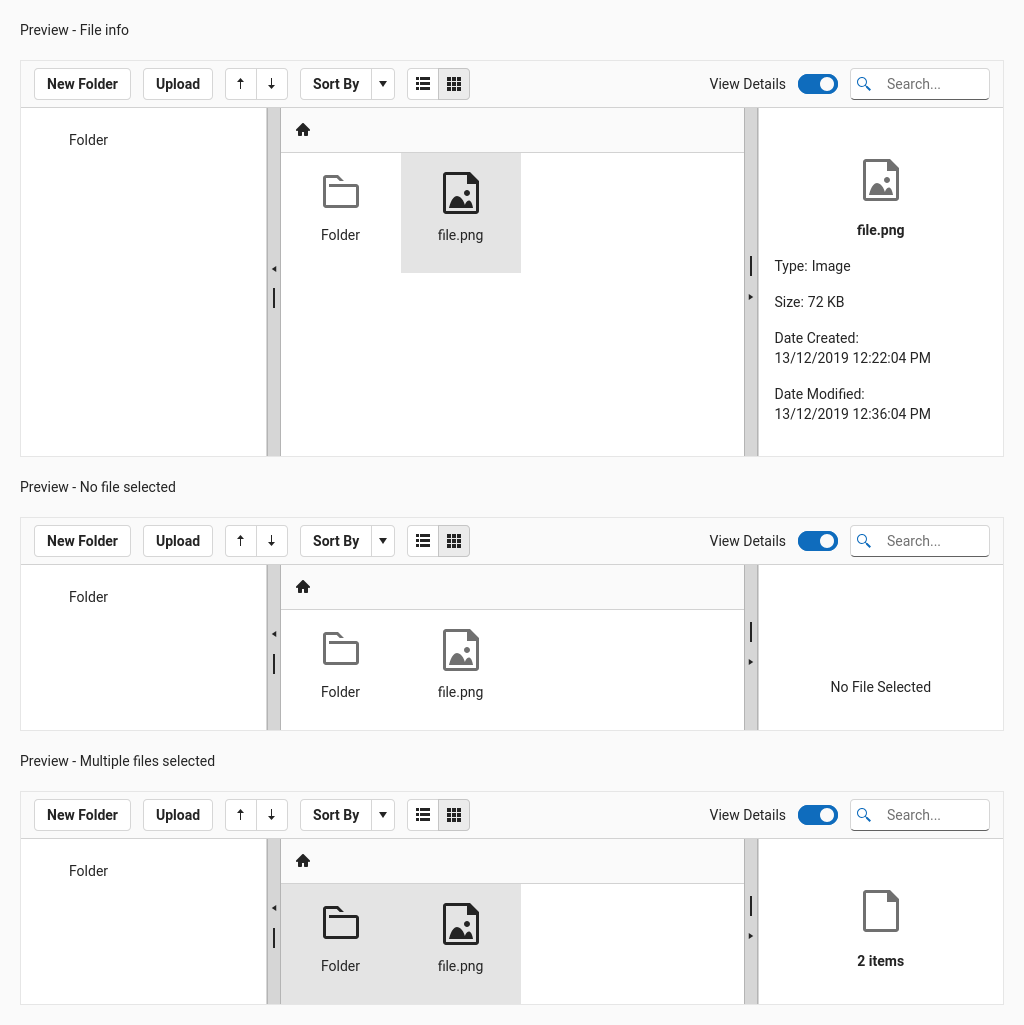 Preview - File info
New Folder Upload Sort By View Details Search...
Folder
Folder file.png
file.png
Type: Image
Size: 72 KB
Date Created:
13/12/2019 12:22:04 PM
Date Modified:
13/12/2019 12:36:04 PM
Preview - No file selected
New Folder Upload Sort By View Details Search...
Folder
Folder file.png
No File Selected
Preview - Multiple files selected
New Folder Upload Sort By View Details Search...
Folder
Folder file.png
2 items